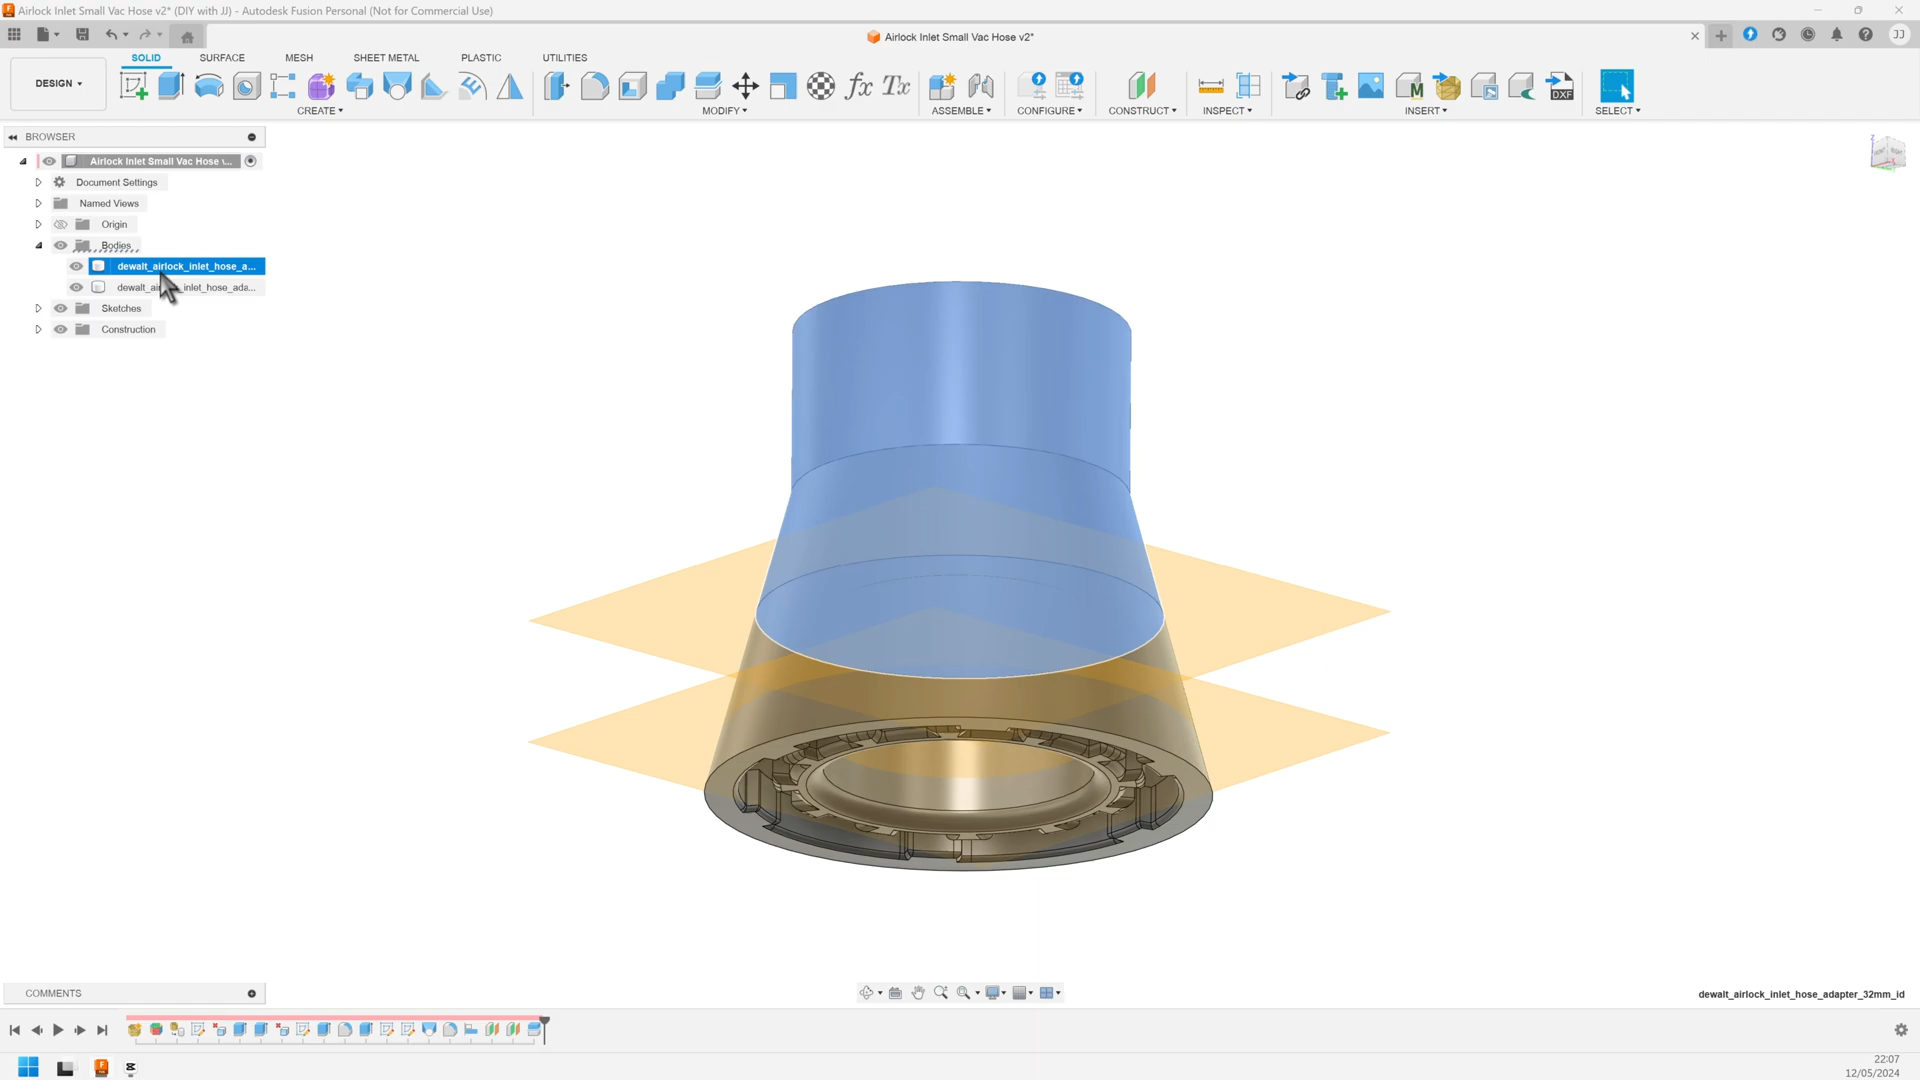 Airlock Inlet Small Vac Hose v2* (DIY with JJ) - Autodesk Fusion Personal (Not for Commercial Use)
Airlock Inlet Small Vac Hose v2*
JJ
SOLID SURFACE MESH SHEET METAL PLASTIC UTILITIES
DESIGN
CREATE MODIFY ASSEMBLE CONFIGURE CONSTRUCT INSPECT INSERT SELECT
BROWSER
Airlock Inlet Small Vac Hose v...
Document Settings
Named Views
Origin
Bodies
dewalt_airlock_inlet_hose_a...
inlet_hose_ada...
Sketches
Construction
COMMENTS
dewalt_airlock_inlet_hose_adapter_32mm_id
22:07
12/05/2024